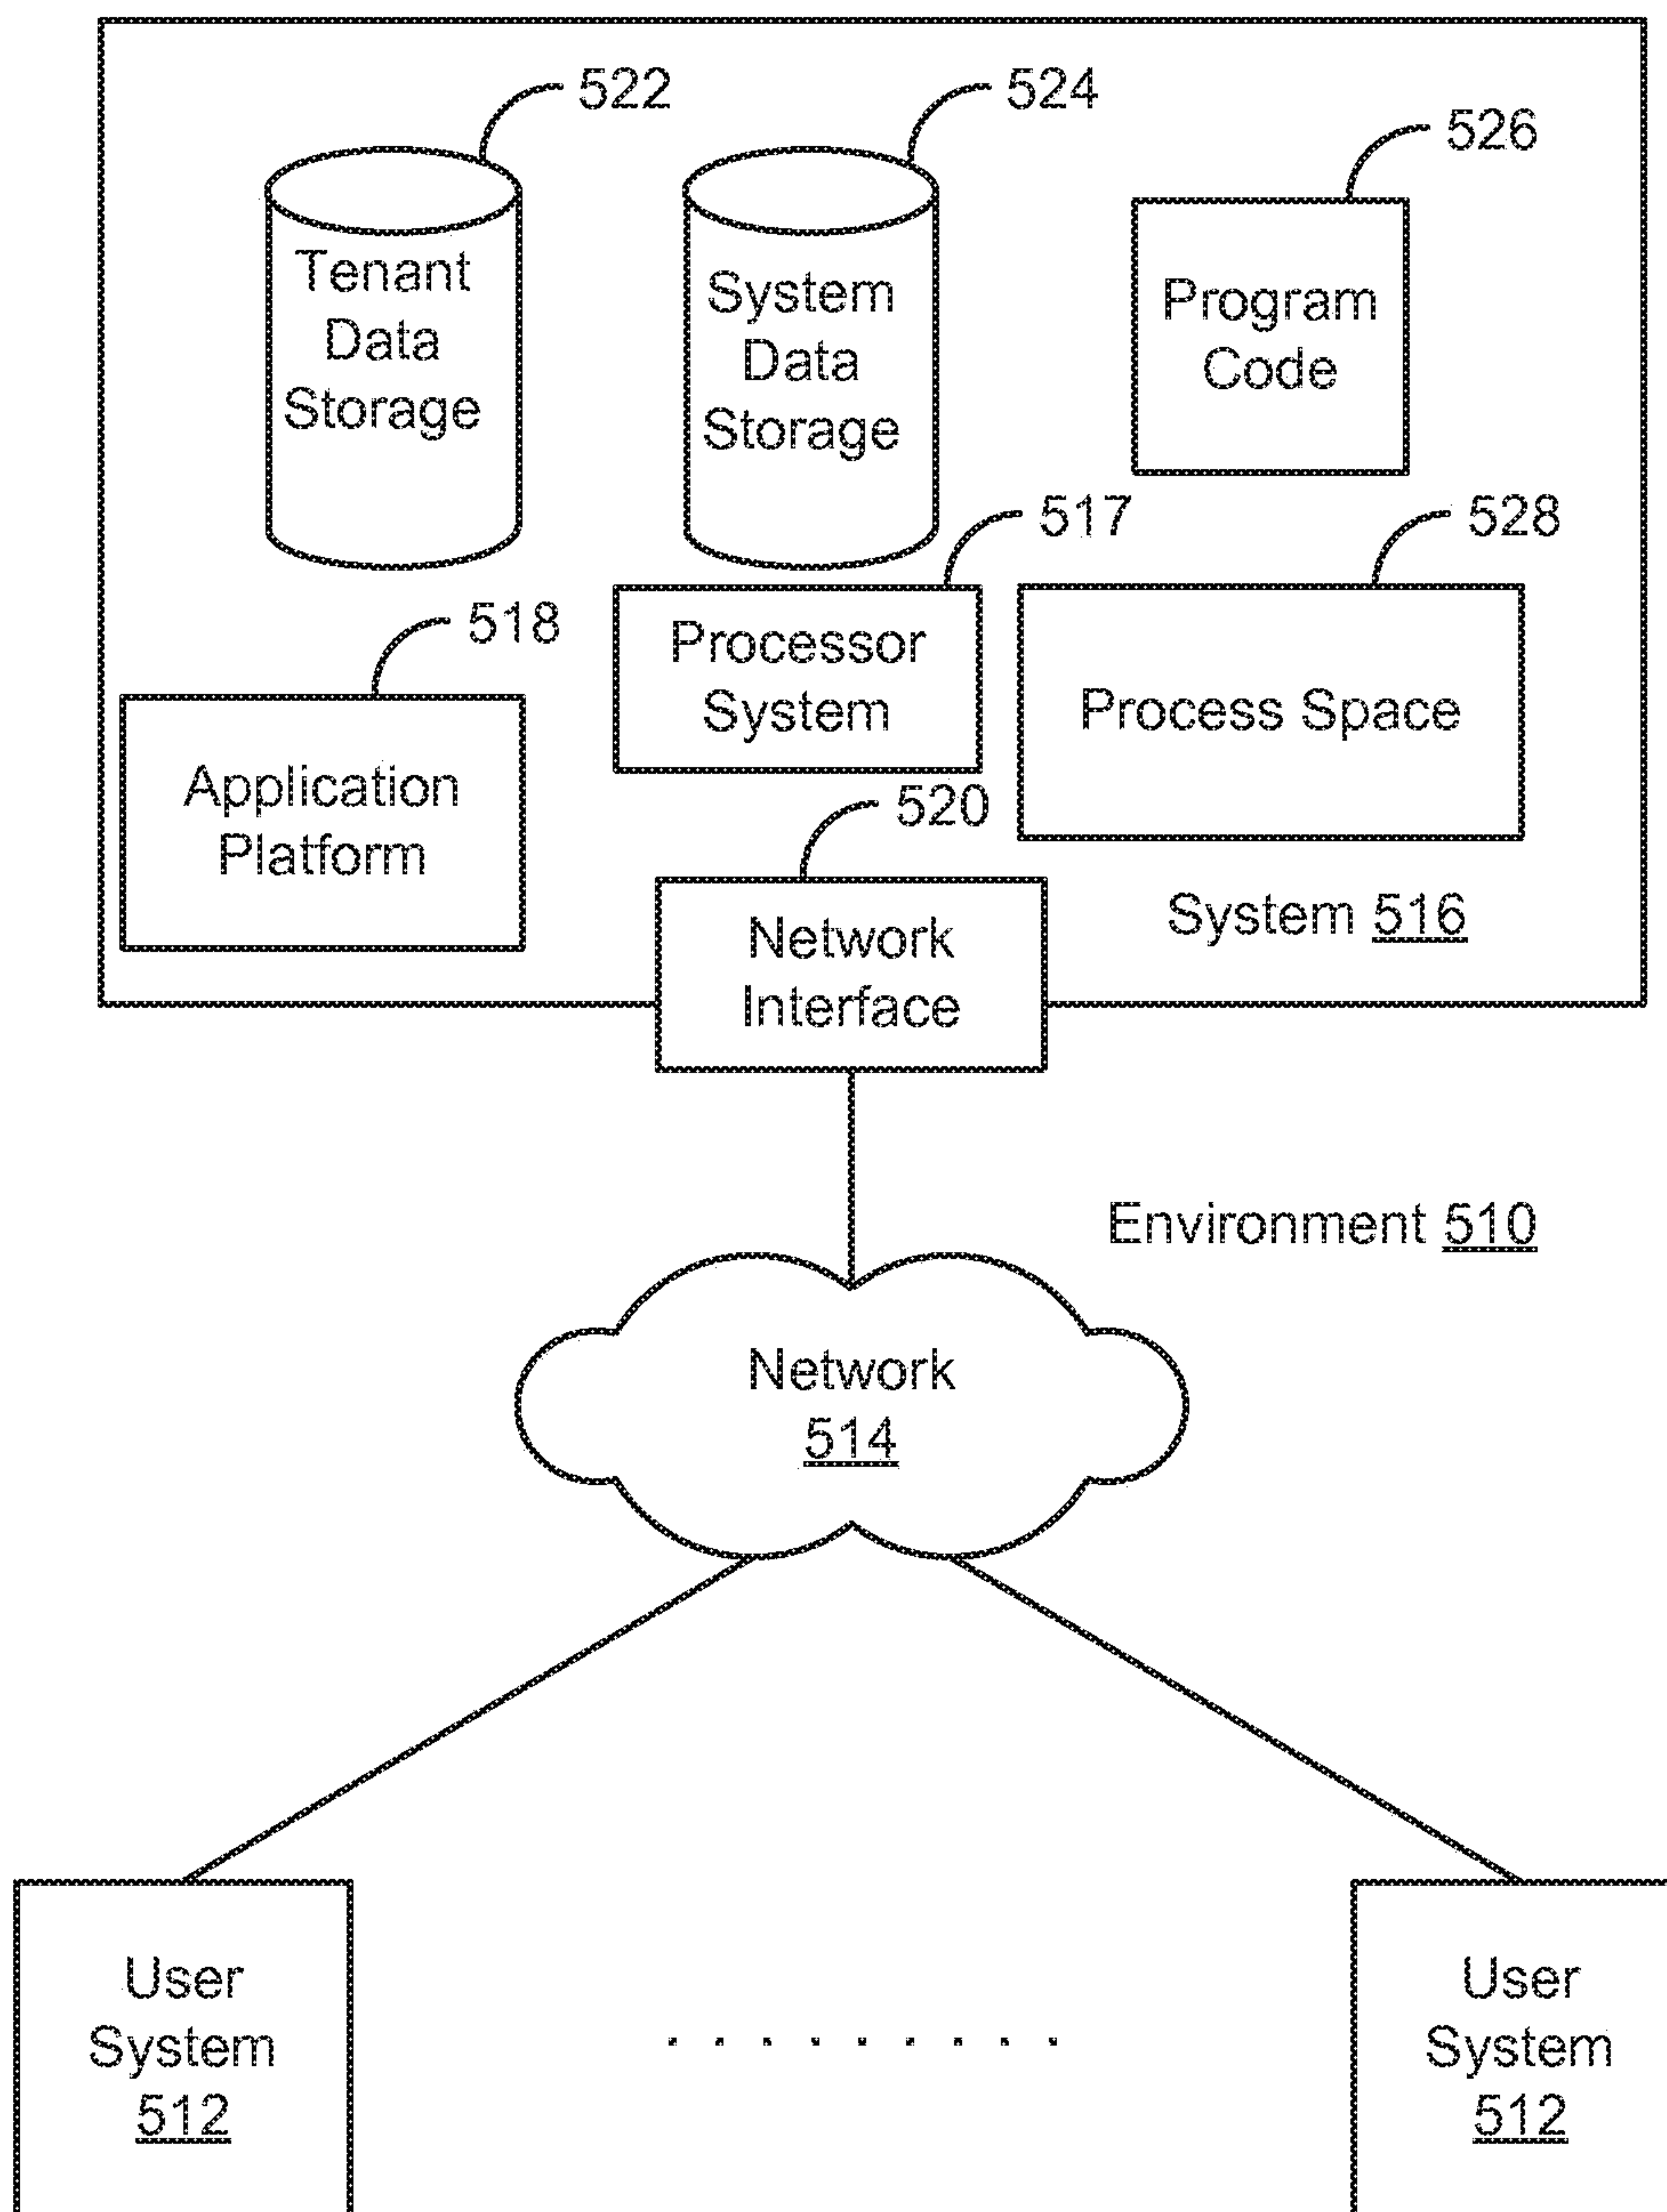 522
524
526
Tenant
Data
Storage
System
Data
Storage
Program
Code
517
528
518
Processor
System
Process Space
Application
Platform
520
Network
Interface
System 516
Environment 510
Network
514
User
System
512
.........
User
System
512